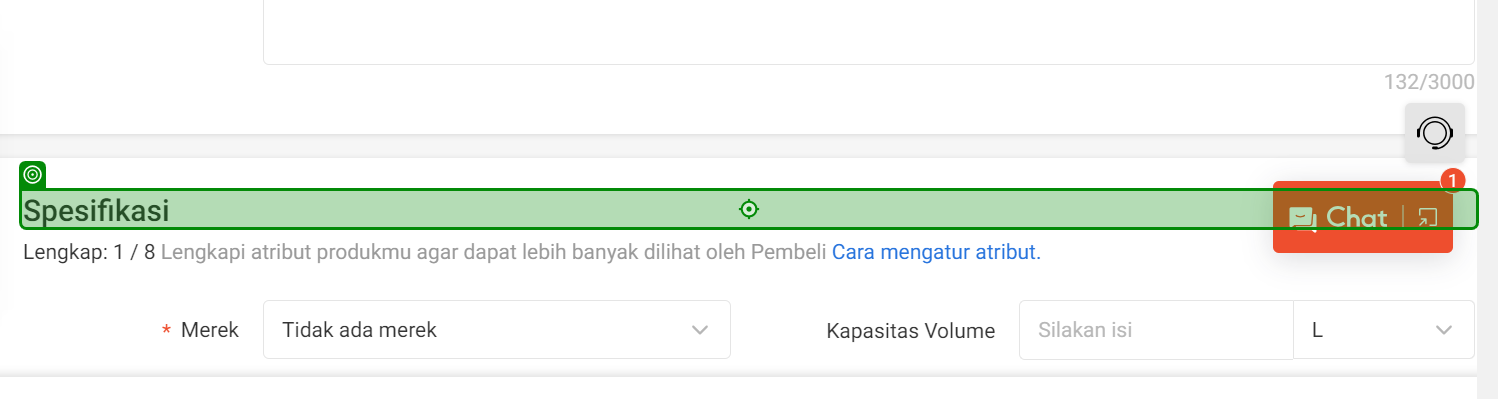 132/3000
1
Spesifikasi
Chat
Lengkap: 1 / 8 Lengkapi atribut produkmu agar dapat lebih banyak dilihat oleh Pembeli Cara mengatur atribut.
* Merek Tidak ada merek Kapasitas Volume Silakan isi L